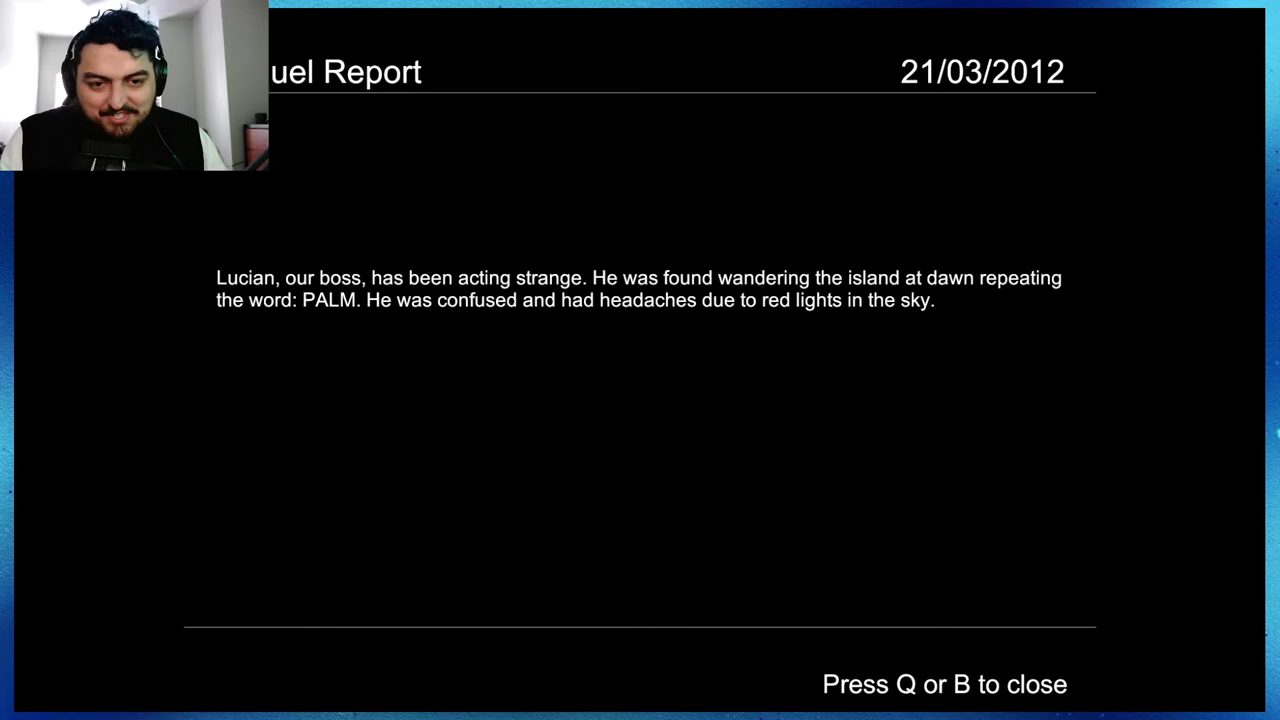 Report
21/03/2012
Lucian, our boss, has been acting strange. He was found wandering the island at dawn repeating
the word: PALM. He was confused and had headaches due to red lights in the sky.
Press Q or B to close